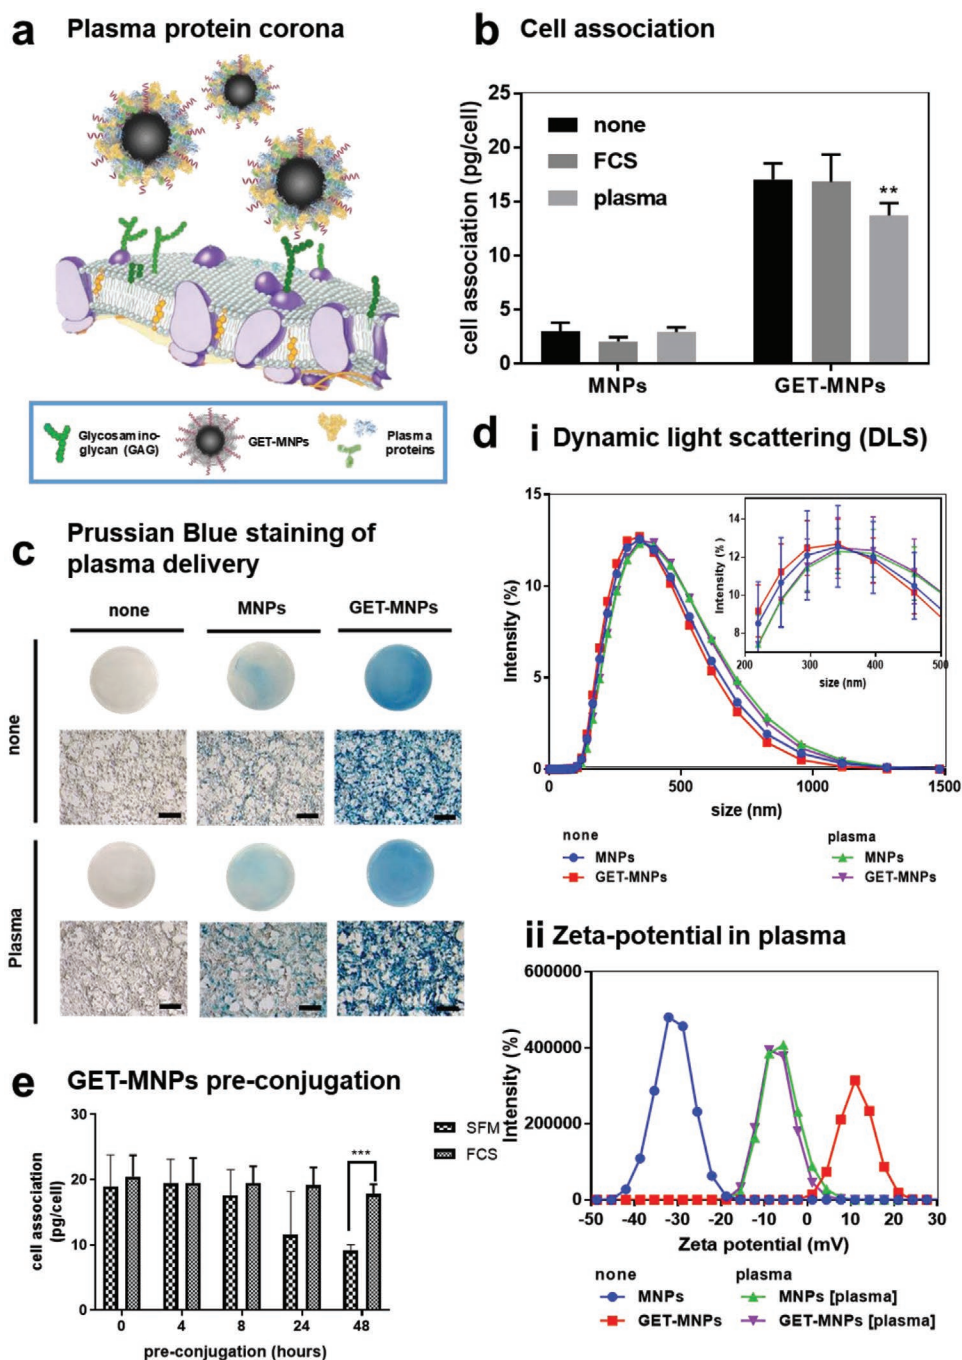 a Plasma protein corona
Glycosamino-
glycan (GAG)
GET-MNPs
Plasma
proteins
b Cell association
cell association (pg/cell)
25
20
15
10
5
0
none
FCS
plasma
**
MNPs GET-MNPs
c Prussian Blue staining of
plasma delivery
none MNPs GET-MNPs
none
Plasma
d i Dynamic light scattering (DLS)
Intensity (%)
15
10
5
0
0 500 1000 1500
size (nm)
Intensity (%)
14
12
10
8
200 300 400 500
size (nm)
none plasma
MNPs MNPs
GET-MNPs GET-MNPs
ii Zeta-potential in plasma
Intensity (%)
600000
400000
200000
0
-50 -40 -30 -20 -10 0 10 20 30
Zeta potential (mV)
none plasma
MNPs MNPs [plasma]
GET-MNPs GET-MNPs [plasma]
e GET-MNPs pre-conjugation
cell association
(pg/cell)
30
20
10
0
SFM
FCS
***
0 4 8 24 48
pre-conjugation (hours)